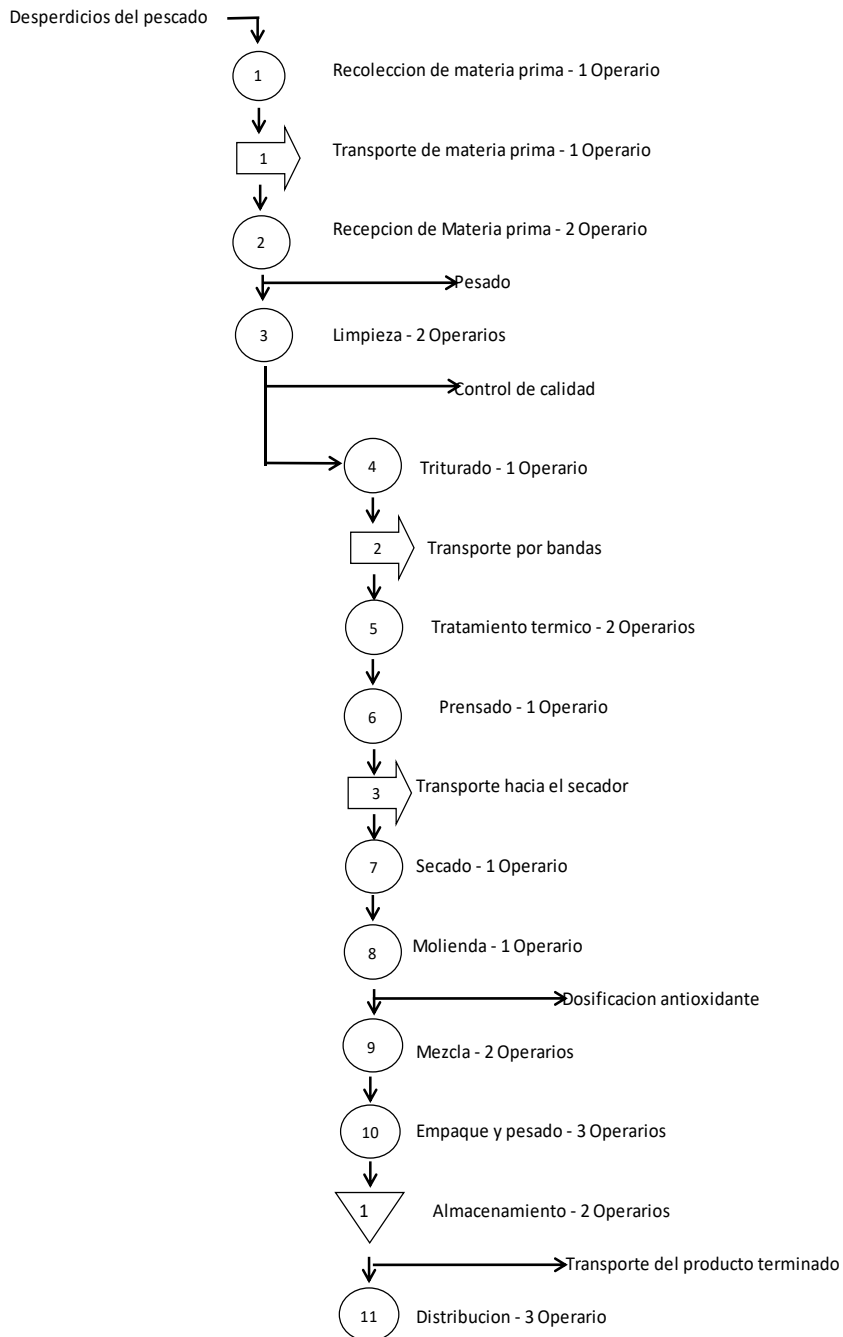 Desperdicios del pescado
1
Recoleccion de materia prima - 1 Operario
1
Transporte de materia prima - 1 Operario
2
Recepcion de Materia prima - 2 Operario
Pesado
3
Limpieza - 2 Operarios
Control de calidad
4
Triturado - 1 Operario
2
Transporte por bandas
5
Tratamiento termico - 2 Operarios
6
Prensado - 1 Operario
3
Transporte hacia el secador
7
Secado - 1 Operario
8
Molienda - 1 Operario
Dosificacion antioxidante
9
Mezcla - 2 Operarios
10
Empaque y pesado - 3 Operarios
1
Almacenamiento - 2 Operarios
Transporte del producto terminado
11
Distribucion - 3 Operario